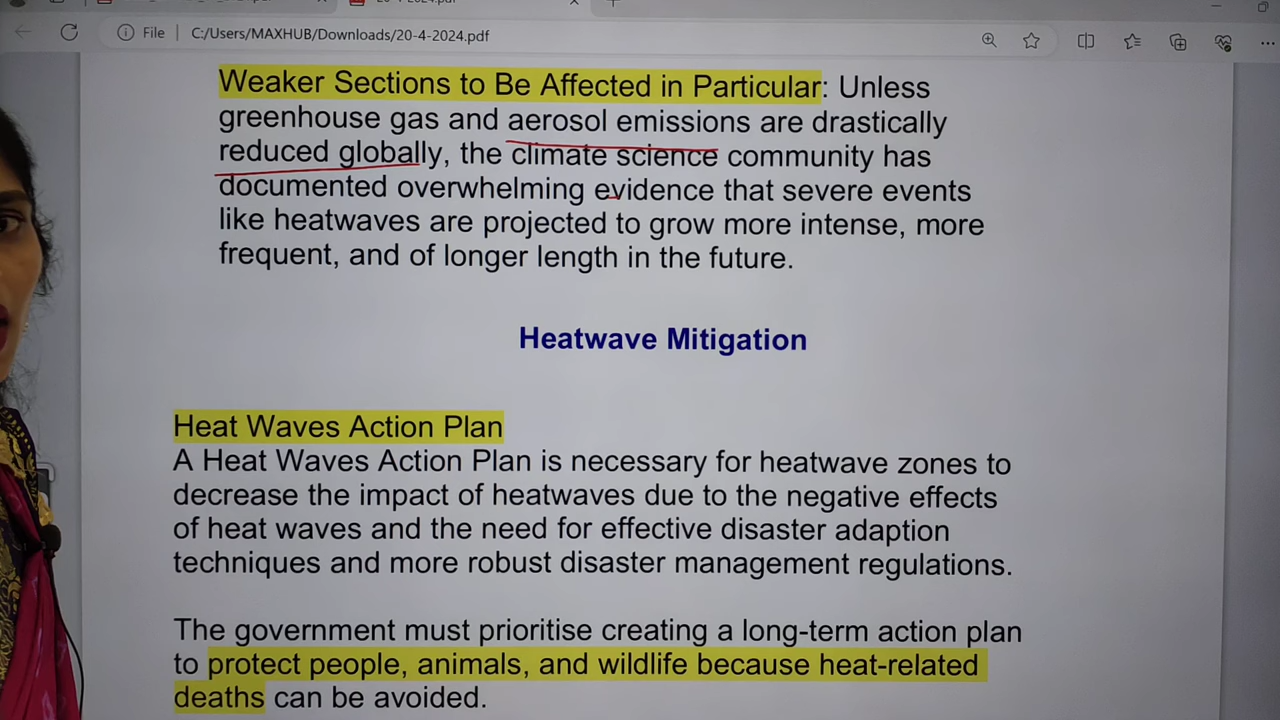 20-4-2024.pdf
File
C:/Users/MAXHUB/Downloads/20-4-2024.pdf
Weaker Sections to Be Affected in Particular: Unless
greenhouse gas and aerosol emissions are drastically
reduced globally, the climate science community has
documented overwhelming evidence that severe events
like heatwaves are projected to grow more intense, more
frequent, and of longer length in the future.
Heatwave Mitigation
Heat Waves Action Plan
A Heat Waves Action Plan is necessary for heatwave zones to
decrease the impact of heatwaves due to the negative effects
of heat waves and the need for effective disaster adaption
techniques and more robust disaster management regulations.
The government must prioritise creating a long-term action plan
to protect people, animals, and wildlife because heat-related
deaths can be avoided.